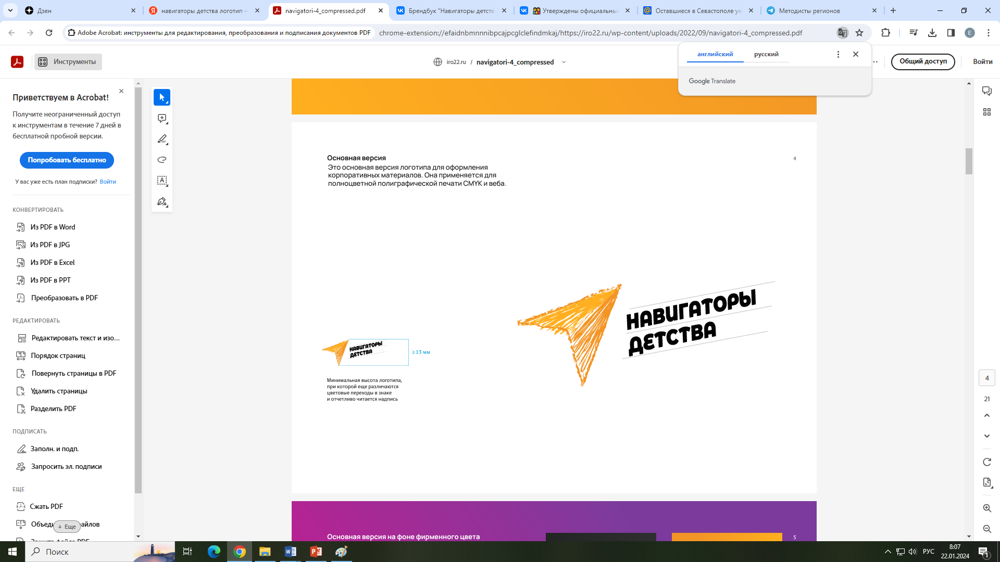 Дзен
навигаторы детства логотип —
navigatori-4_compressed.pdf
Брендбук "Навигаторы детств
Утверждены официальны
Оставшиеся в Севастополе ук
Методисты регионов
Adobe Acrobat: инструменты для редактирования, преобразования и подписания документов PDF
chrome-extension://efaidnbmnnnibpcajpcglclefindmkaj/https://iro22.ru/wp-content/uploads/2022/09/navigatori-4_compressed.pdf
E
английский
русский
Google Translate
Инструменты
iro22.ru / navigatori-4_compressed
Общий доступ
Войти
Приветствуем в Acrobat!
Получите неограниченный доступ
к инструментам в течение 7 дней в
бесплатной пробной версии.
Попробовать бесплатно
У вас уже есть план подписки? Войти
КОНВЕРТИРОВАТЬ
Из PDF в Word
Из PDF в JPG
Из PDF в Excel
Из PDF в PPT
Преобразовать в PDF
РЕДАКТИРОВАТЬ
Редактировать текст и изо...
Порядок страниц
Повернуть страницы в PDF
Удалить страницы
Разделить PDF
ПОДПИСАТЬ
Заполн. и подп.
Запросить эл. подписи
ЕЩЕ
Сжать PDF
Объеди
айлов
Еще
Основная версия
4
Это основная версия логотипа для оформления
корпоративных материалов. Она применяется для
полноцветной полиграфической печати CMYK и веба.
НАВИГАТОРЫ
ДЕТСТВА
НАВИГАТОРЫ
ДЕТСТВА
≥13 мм
Минимальная высота логотипа,
при которой еще различаются
цветовые переходы в знаке
и отчетливо читается надпись
Основная версия на фоне фирменного цвета
5
4
21
Поиск
РУС
8:07
22.01.2024
1